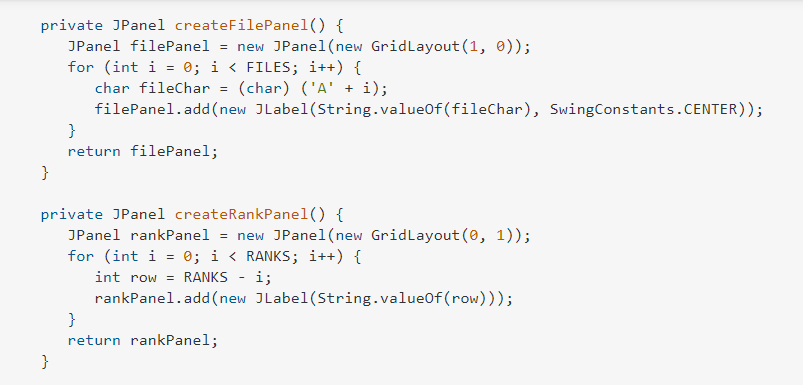 private JPanel createFilePanel() {
   JPanel filePanel = new JPanel(new GridLayout(1, 0));
   for (int i = 0; i < FILES; i++) {
      char fileChar = (char) ('A' + i);
      filePanel.add(new JLabel(String.valueOf(fileChar), SwingConstants.CENTER));
   }
   return filePanel;
}

private JPanel createRankPanel() {
   JPanel rankPanel = new JPanel(new GridLayout(0, 1));
   for (int i = 0; i < RANKS; i++) {
      int row = RANKS - i;
      rankPanel.add(new JLabel(String.valueOf(row)));
   }
   return rankPanel;
}